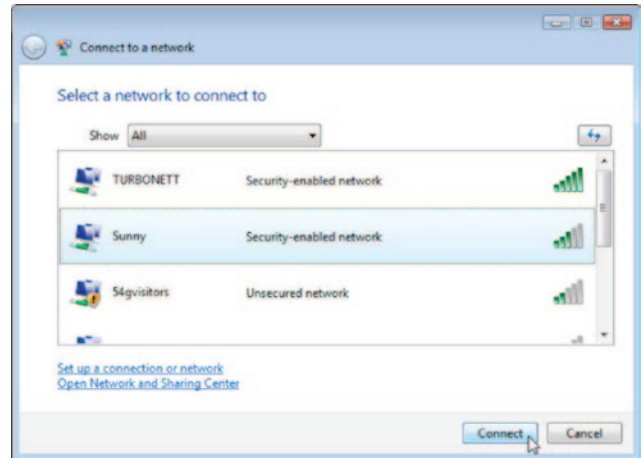 Connect to a network
Select a network to connect to
Show All
TURBONETT Security-enabled network
Sunny Security-enabled network
54gvisitors Unsecured network
Set up a connection or network
Open Network and Sharing Center
Connect Cancel